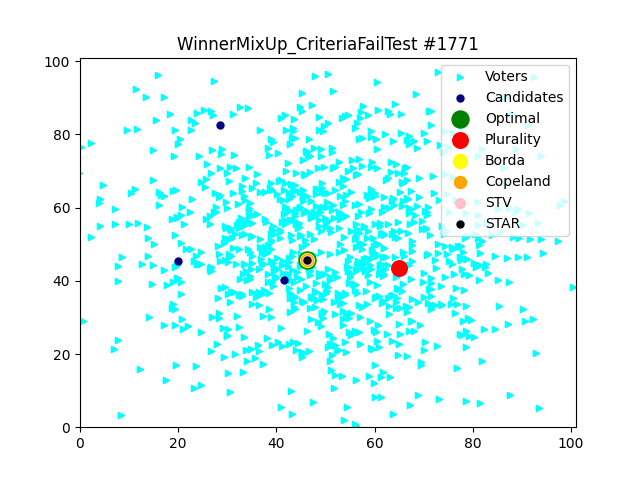 WinnerMixUp_CriteriaFailTest #1771
100
80
60
40
20
0
0
20
40
60
80
100
Voters
Candidates
Optimal
Plurality
Borda
Copeland
STV
STAR